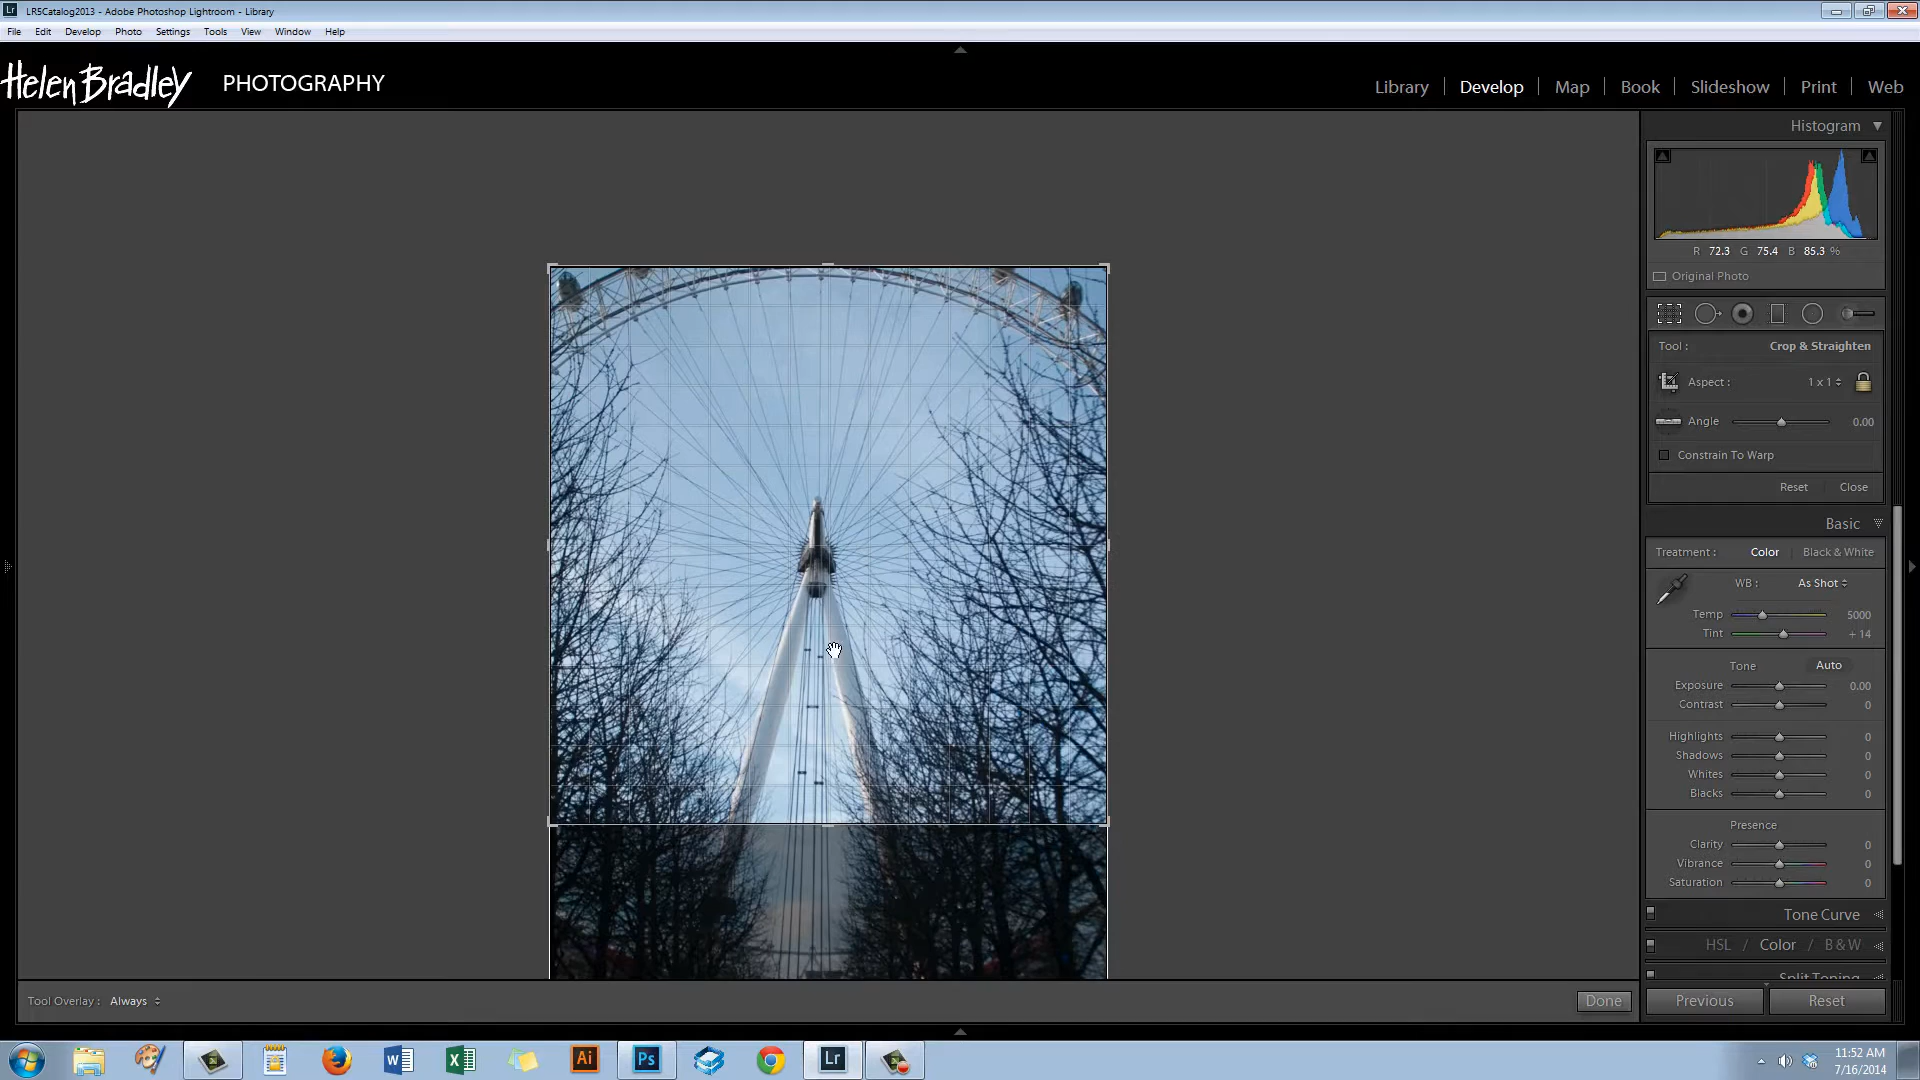 LR5Catalog2013 - Adobe Photoshop Lightroom - Library
File Edit Develop Photo Settings Tools View Window Help
Helen Bradley PHOTOGRAPHY
Library Develop Map Book Slideshow Print Web
Histogram
R 72.3 G 75.4 B 85.3 %
Original Photo
Tool : Crop & Straighten
Aspect : 1 x 1
Angle 0.00
Constrain To Warp
Reset Close
Basic
Treatment : Color Black & White
WB : As Shot
Temp 5000
Tint + 14
Tone Auto
Exposure 0.00
Contrast 0
Highlights 0
Shadows 0
Whites 0
Blacks 0
Presence
Clarity 0
Vibrance 0
Saturation 0
Tone Curve
HSL / Color / B & W
Split Toning
Tool Overlay : Always
Done
Previous Reset
Ai Ps Lr
11:52 AM
7/16/2014